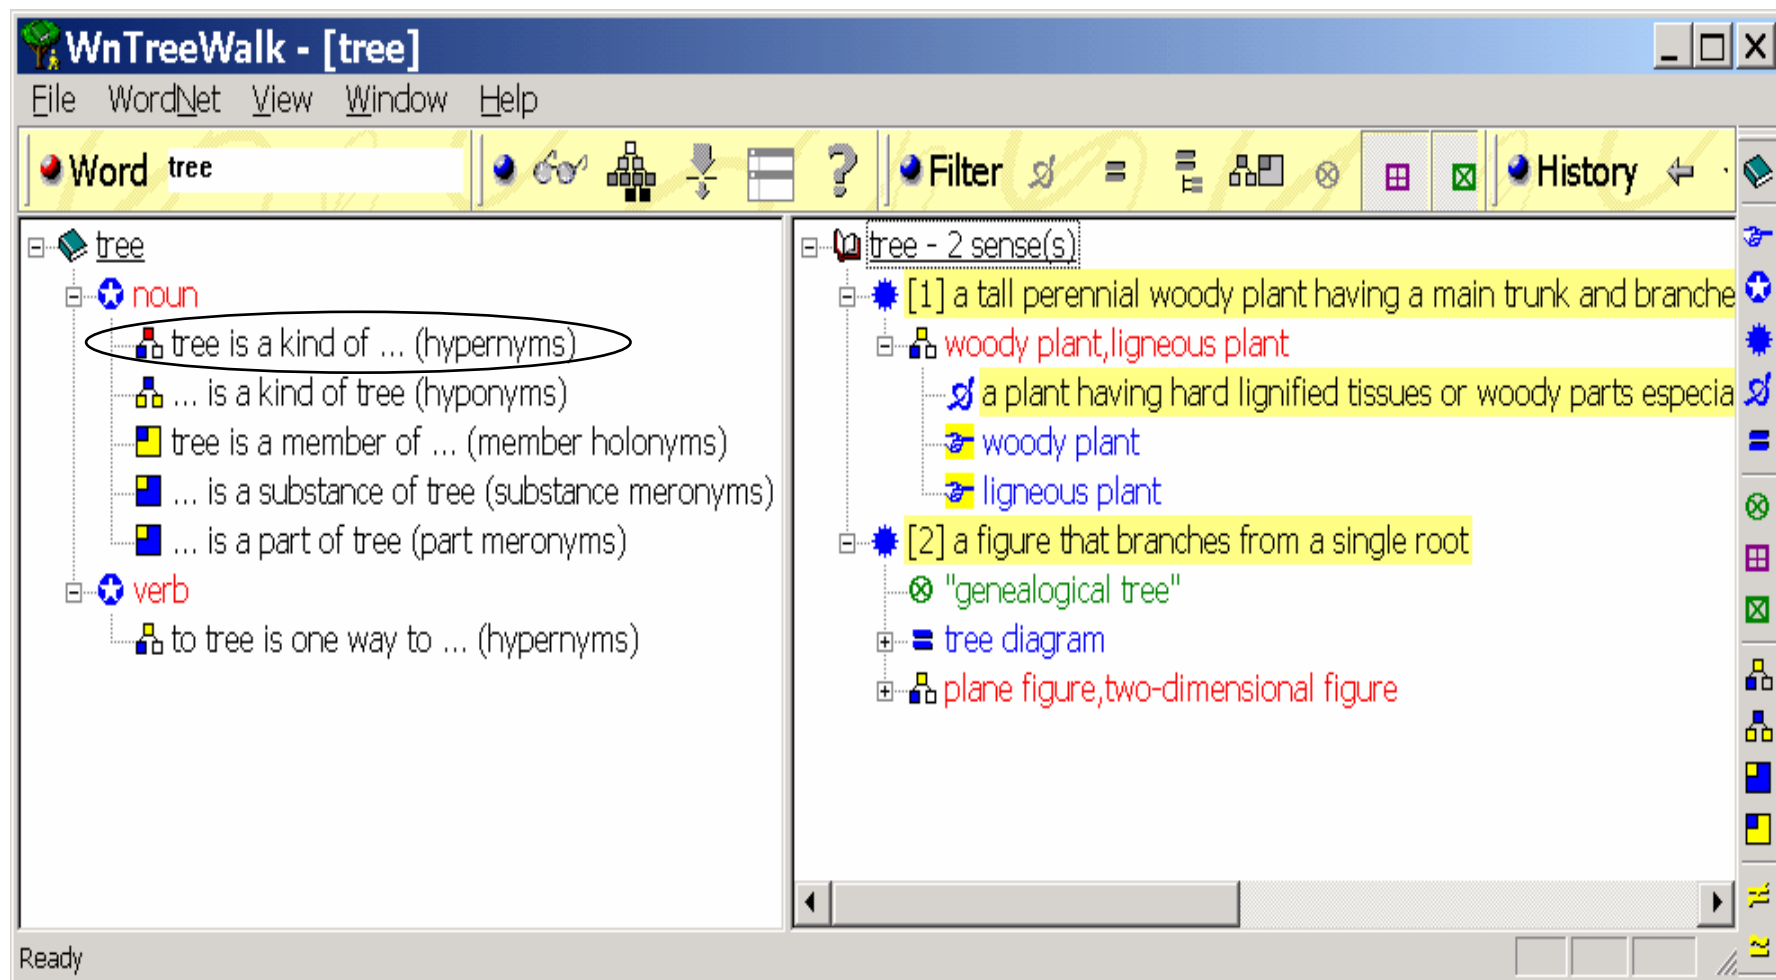 WnTreeWalk - [tree]
File WordNet View Window Help
Word tree Filter History
tree
noun
tree is a kind of ... (hypernyms)
... is a kind of tree (hyponyms)
tree is a member of ... (member holonyms)
... is a substance of tree (substance meronyms)
... is a part of tree (part meronyms)
verb
to tree is one way to ... (hypernyms)
tree - 2 sense(s)
[1] a tall perennial woody plant having a main trunk and branche
woody plant,ligneous plant
a plant having hard lignified tissues or woody parts especia
woody plant
ligneous plant
[2] a figure that branches from a single root
"genealogical tree"
tree diagram
plane figure,two-dimensional figure
Ready